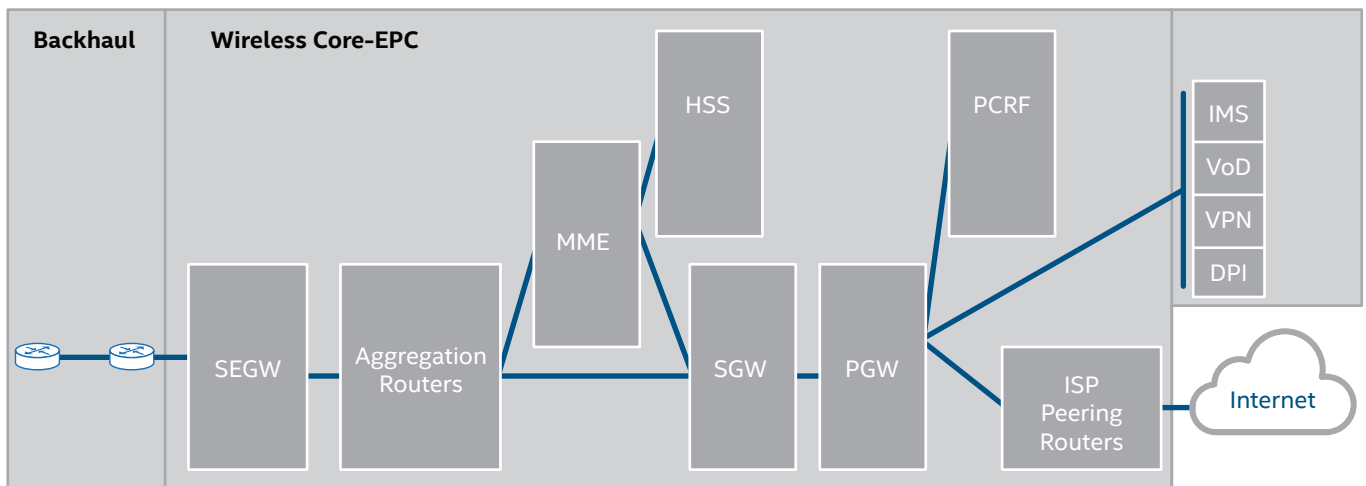 Backhaul
Wireless Core-EPC
HSS
PCRF
IMS
VoD
VPN
DPI
MME
SEGW
Aggregation
Routers
SGW
PGW
ISP
Peering
Routers
Internet